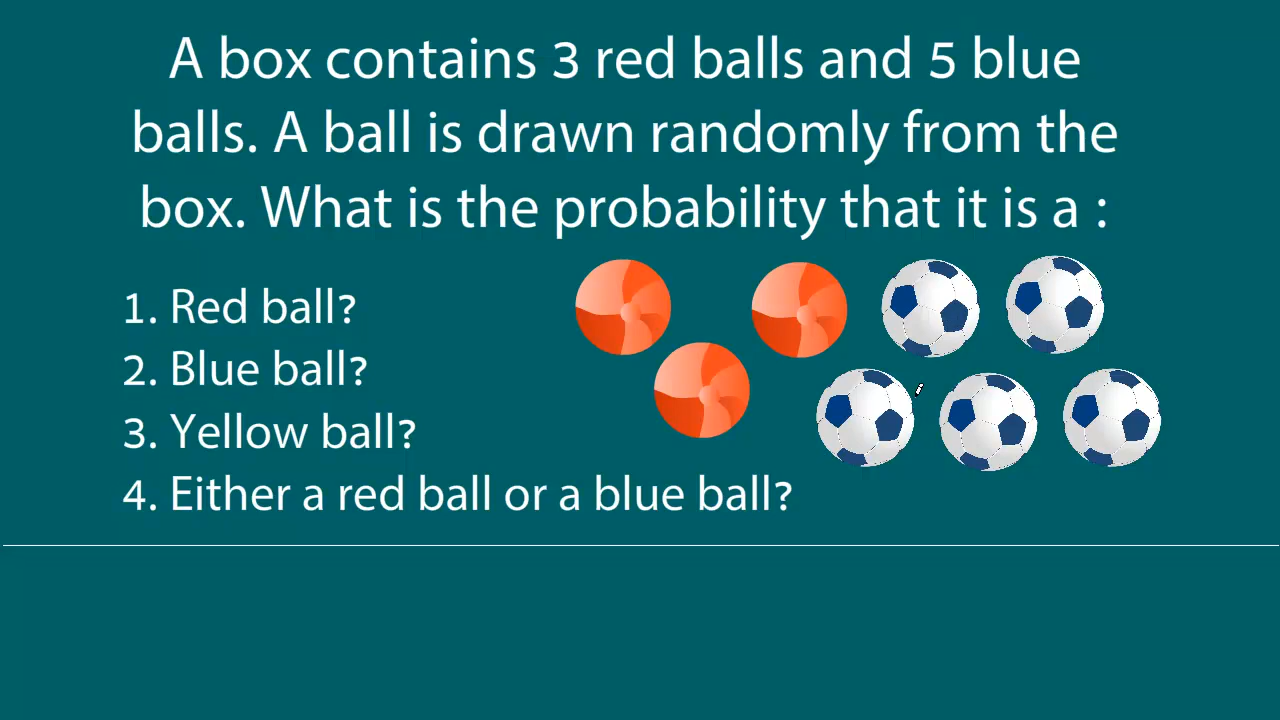 A box contains 3 red balls and 5 blue
balls. A ball is drawn randomly from the
box. What is the probability that it is a :
1. Red ball?
2. Blue ball?
3. Yellow ball?
4. Either a red ball or a blue ball?